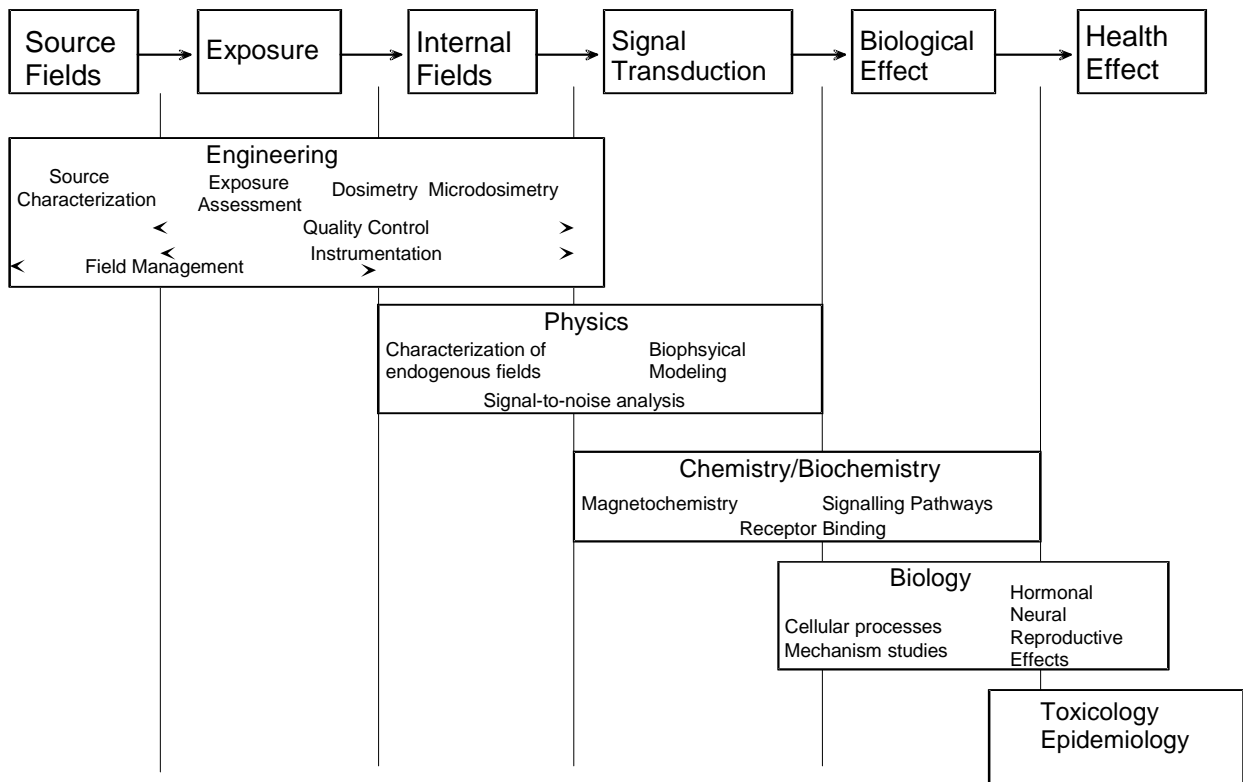 Source
Fields
Exposure
Internal
Fields
Signal
Transduction
Biological
Effect
Health
Effect
Engineering
Source
Characterization
Exposure
Assessment
Dosimetry
Microdosimetry
Quality Control
Instrumentation
Field Management
Physics
Characterization of
endogenous fields
Biophsyical
Modeling
Signal-to-noise analysis
Chemistry/Biochemistry
Magnetochemistry
Signalling Pathways
Receptor Binding
Biology
Cellular processes
Mechanism studies
Hormonal
Neural
Reproductive
Effects
Toxicology
Epidemiology